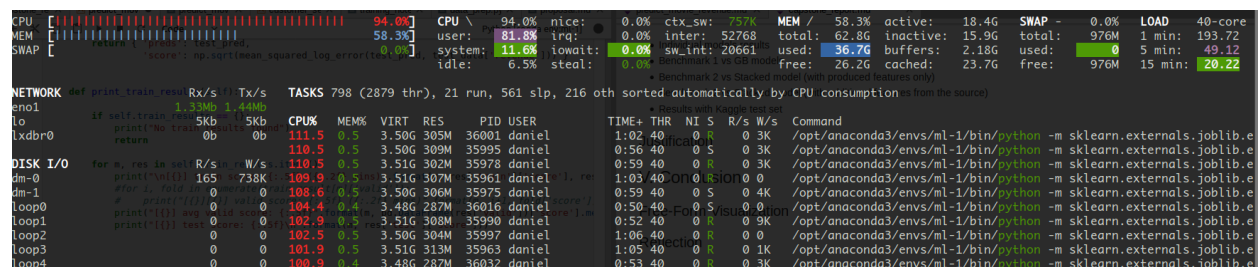 CPU [|||||||||||||||||||||||||||||||||||| 94.0%] CPU \ 94.0% nice: 0.0% ctx_sw: 757K MEM / 58.3% active: 18.4G SWAP - 0.0% LOAD 40-core
MEM [||||||||||||||||||||||| 58.3%] user: 81.8% irq: 0.0% inter: 52768 total: 62.8G inactive: 15.9G total: 976M 1 min: 193.72
SWAP [ 0.0%] system: 11.6% iowait: 0.0% sw_int: 20661 used: 36.7G buffers: 2.18G used: 0 5 min: 49.12
idle: 6.5% steal: 0.0% free: 26.2G cached: 23.7G free: 976M 15 min: 20.22
NETWORK Rx/s Tx/s TASKS 798 (2879 thr), 21 run, 561 slp, 216 oth sorted automatically by CPU consumption
eno1 1.33Mb 1.44Mb
lo 5Kb 5Kb CPU% MEM% VIRT RES PID USER TIME+ THR NI S R/s W/s Command
lxdbr0 0b 0b 111.5 0.5 3.50G 305M 36001 daniel 1:02 40 0 R 0 3K /opt/anaconda3/envs/ml-1/bin/python -m sklearn.externals.joblib.e
110.5 0.5 3.50G 309M 35995 daniel 0:56 40 0 S 0 3K /opt/anaconda3/envs/ml-1/bin/python -m sklearn.externals.joblib.e
DISK I/O R/s W/s 110.5 0.5 3.51G 302M 35978 daniel 0:59 40 0 R 0 3K /opt/anaconda3/envs/ml-1/bin/python -m sklearn.externals.joblib.e
dm-0 165 738K 109.9 0.5 3.51G 307M 35961 daniel 1:03 40 0 R 0 0 /opt/anaconda3/envs/ml-1/bin/python -m sklearn.externals.joblib.e
dm-1 0 0 108.6 0.5 3.50G 306M 35975 daniel 0:59 40 0 S 0 4K /opt/anaconda3/envs/ml-1/bin/python -m sklearn.externals.joblib.e
loop0 0 0 104.4 0.4 3.48G 287M 36016 daniel 0:50 40 0 S 0 0 /opt/anaconda3/envs/ml-1/bin/python -m sklearn.externals.joblib.e
loop1 0 0 102.9 0.5 3.51G 308M 35990 daniel 0:52 40 0 R 0 9K /opt/anaconda3/envs/ml-1/bin/python -m sklearn.externals.joblib.e
loop2 0 0 102.5 0.5 3.50G 304M 35997 daniel 1:06 40 0 R 0 0 /opt/anaconda3/envs/ml-1/bin/python -m sklearn.externals.joblib.e
loop3 0 0 101.9 0.5 3.51G 313M 35963 daniel 1:05 40 0 R 0 1K /opt/anaconda3/envs/ml-1/bin/python -m sklearn.externals.joblib.e
loop4 0 0 100.9 0.4 3.48G 287M 36032 daniel 0:53 40 0 R 0 3K /opt/anaconda3/envs/ml-1/bin/python -m sklearn.externals.joblib.e